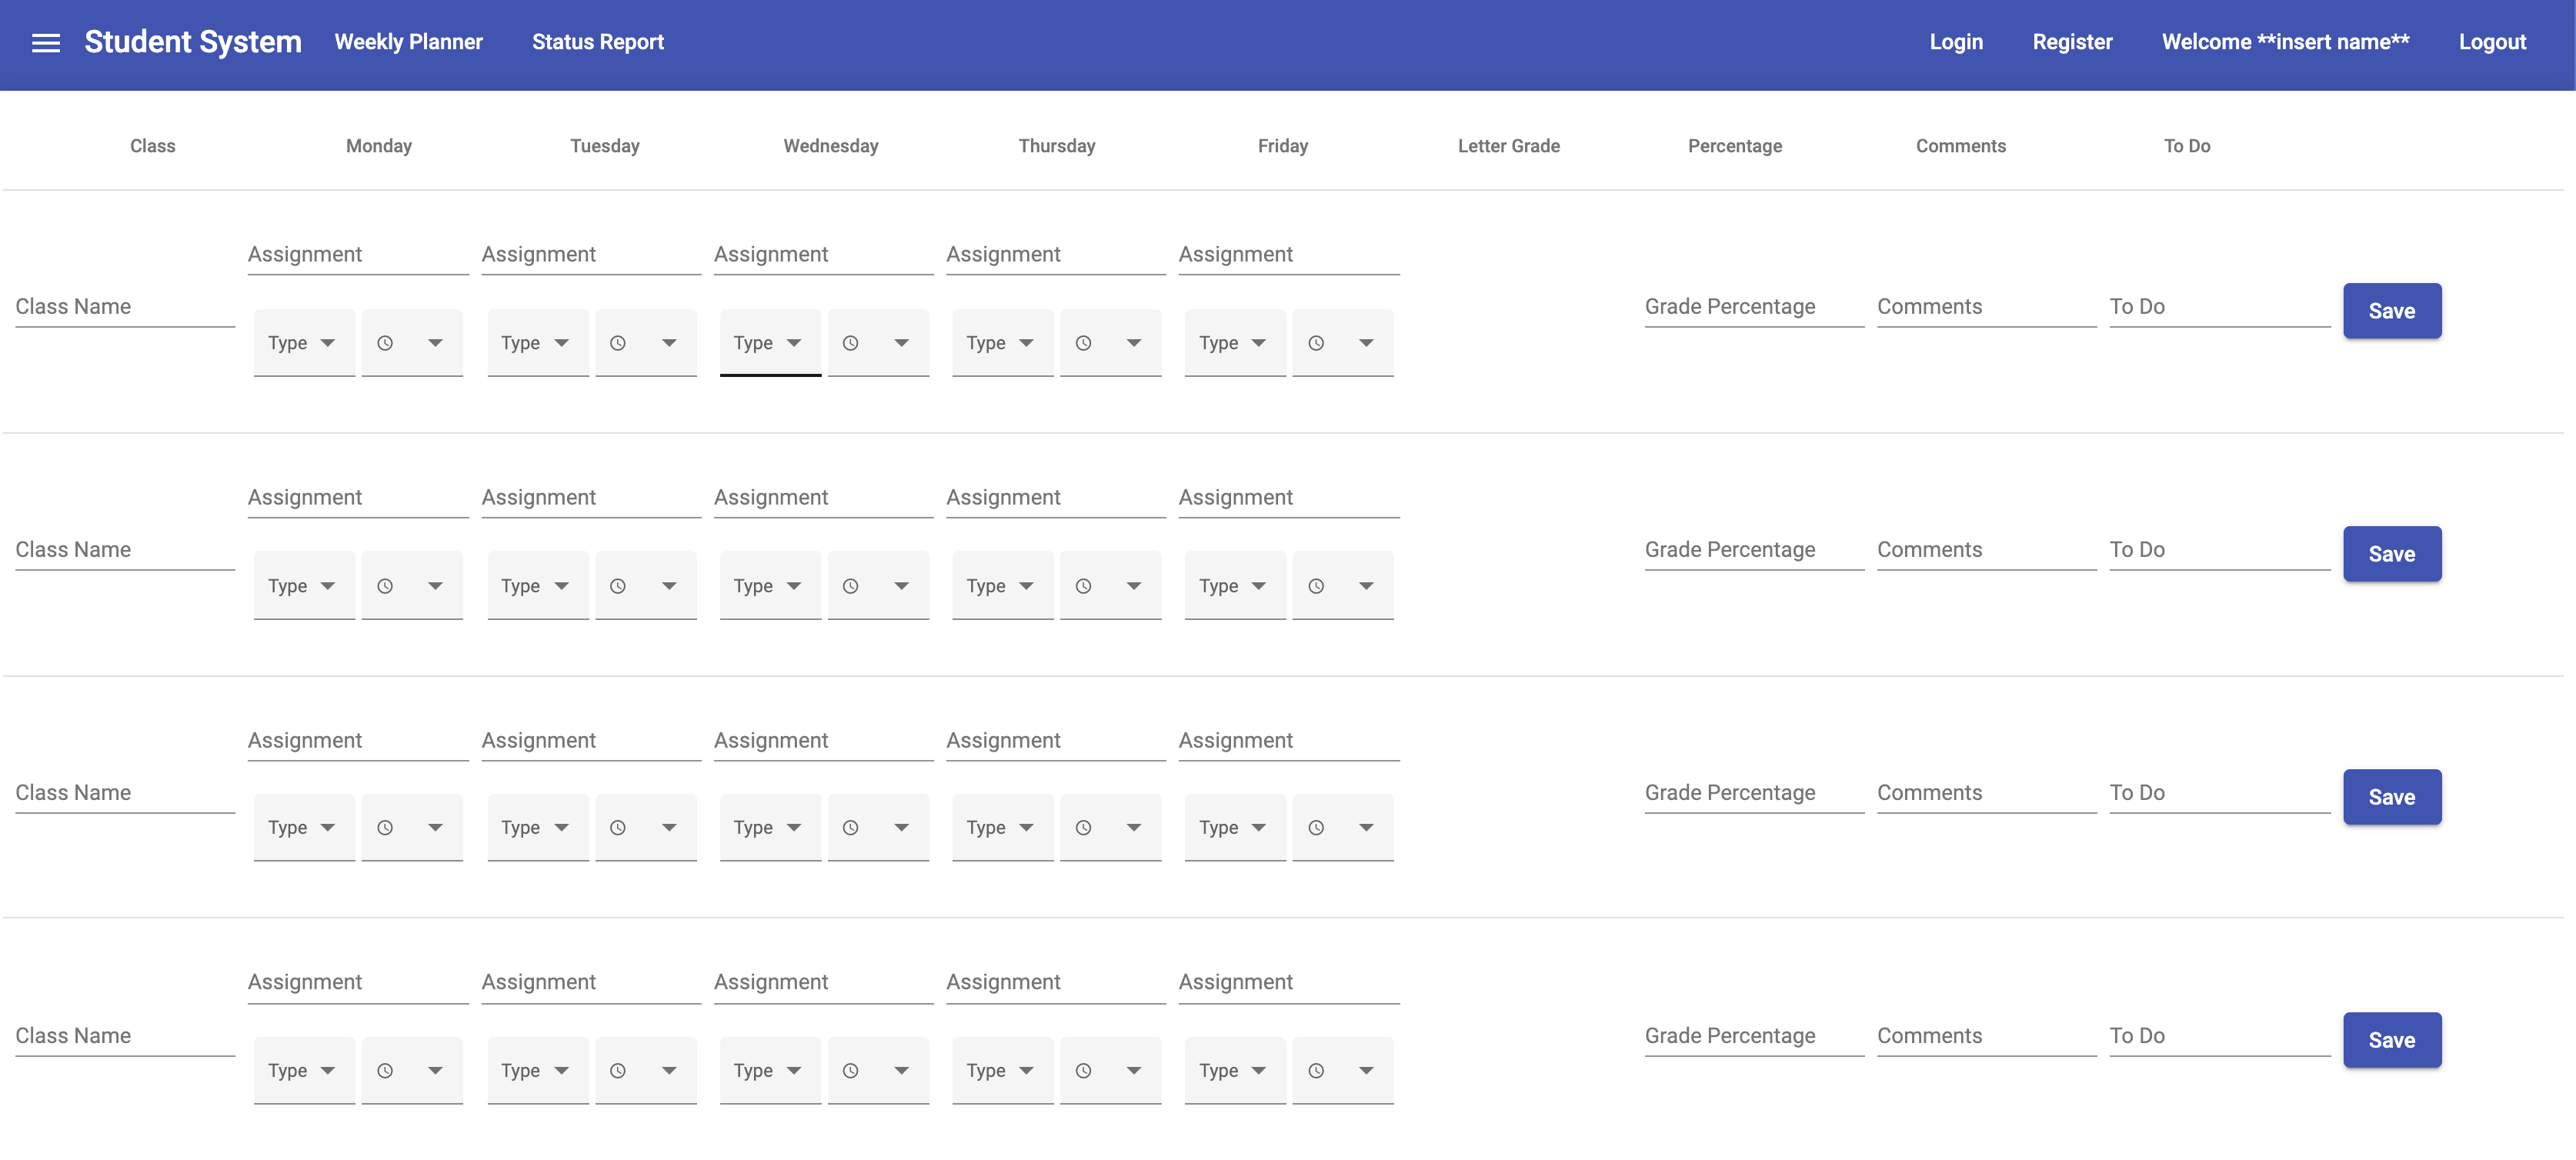 Student System Weekly Planner Status Report Login Register Welcome **insert name** Logout
Class Monday Tuesday Wednesday Thursday Friday Letter Grade Percentage Comments To Do
Assignment Assignment Assignment Assignment Assignment
Class Name Grade Percentage Comments To Do Save
Type Type Type Type Type
Assignment Assignment Assignment Assignment Assignment
Class Name Grade Percentage Comments To Do Save
Type Type Type Type Type
Assignment Assignment Assignment Assignment Assignment
Class Name Grade Percentage Comments To Do Save
Type Type Type Type Type
Assignment Assignment Assignment Assignment Assignment
Class Name Grade Percentage Comments To Do Save
Type Type Type Type Type